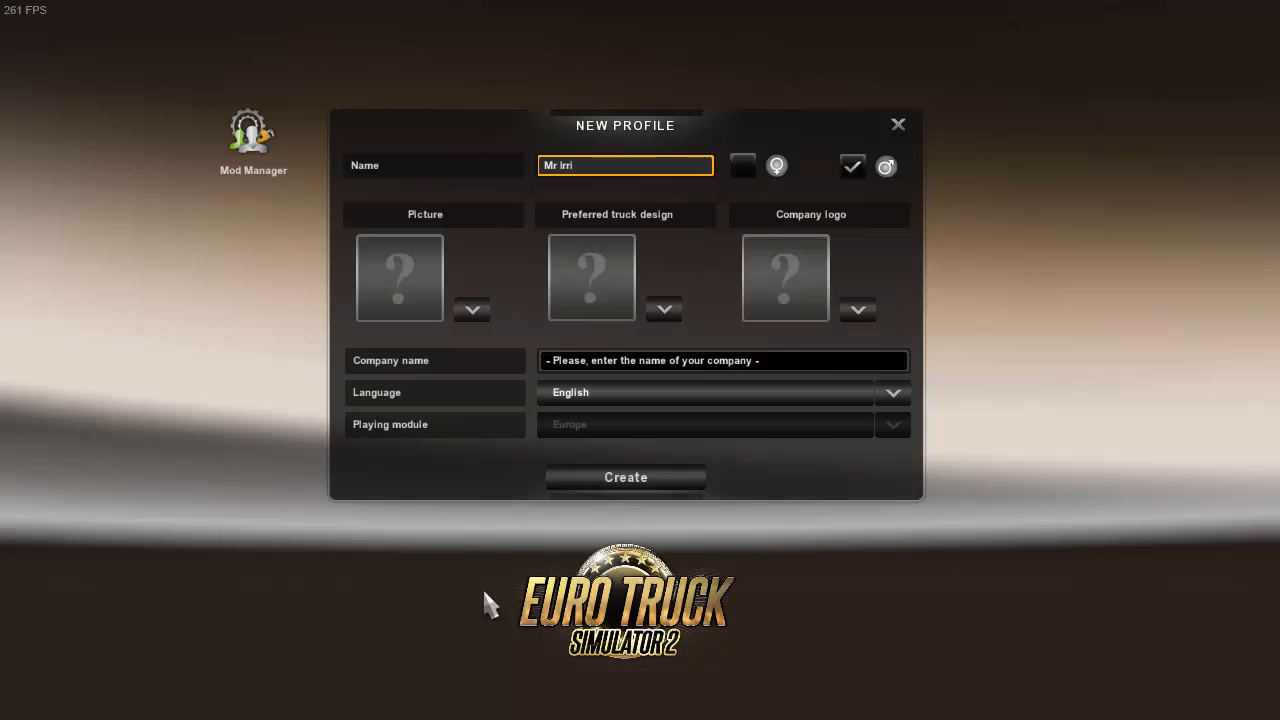 261 FPS
NEW PROFILE
Mod Manager
Name
Mr Irri
Picture
Preferred truck design
Company logo
?
?
?
Company name
- Please, enter the name of your company -
Language
English
Playing module
Europe
Create
EURO TRUCK
SIMULATOR 2